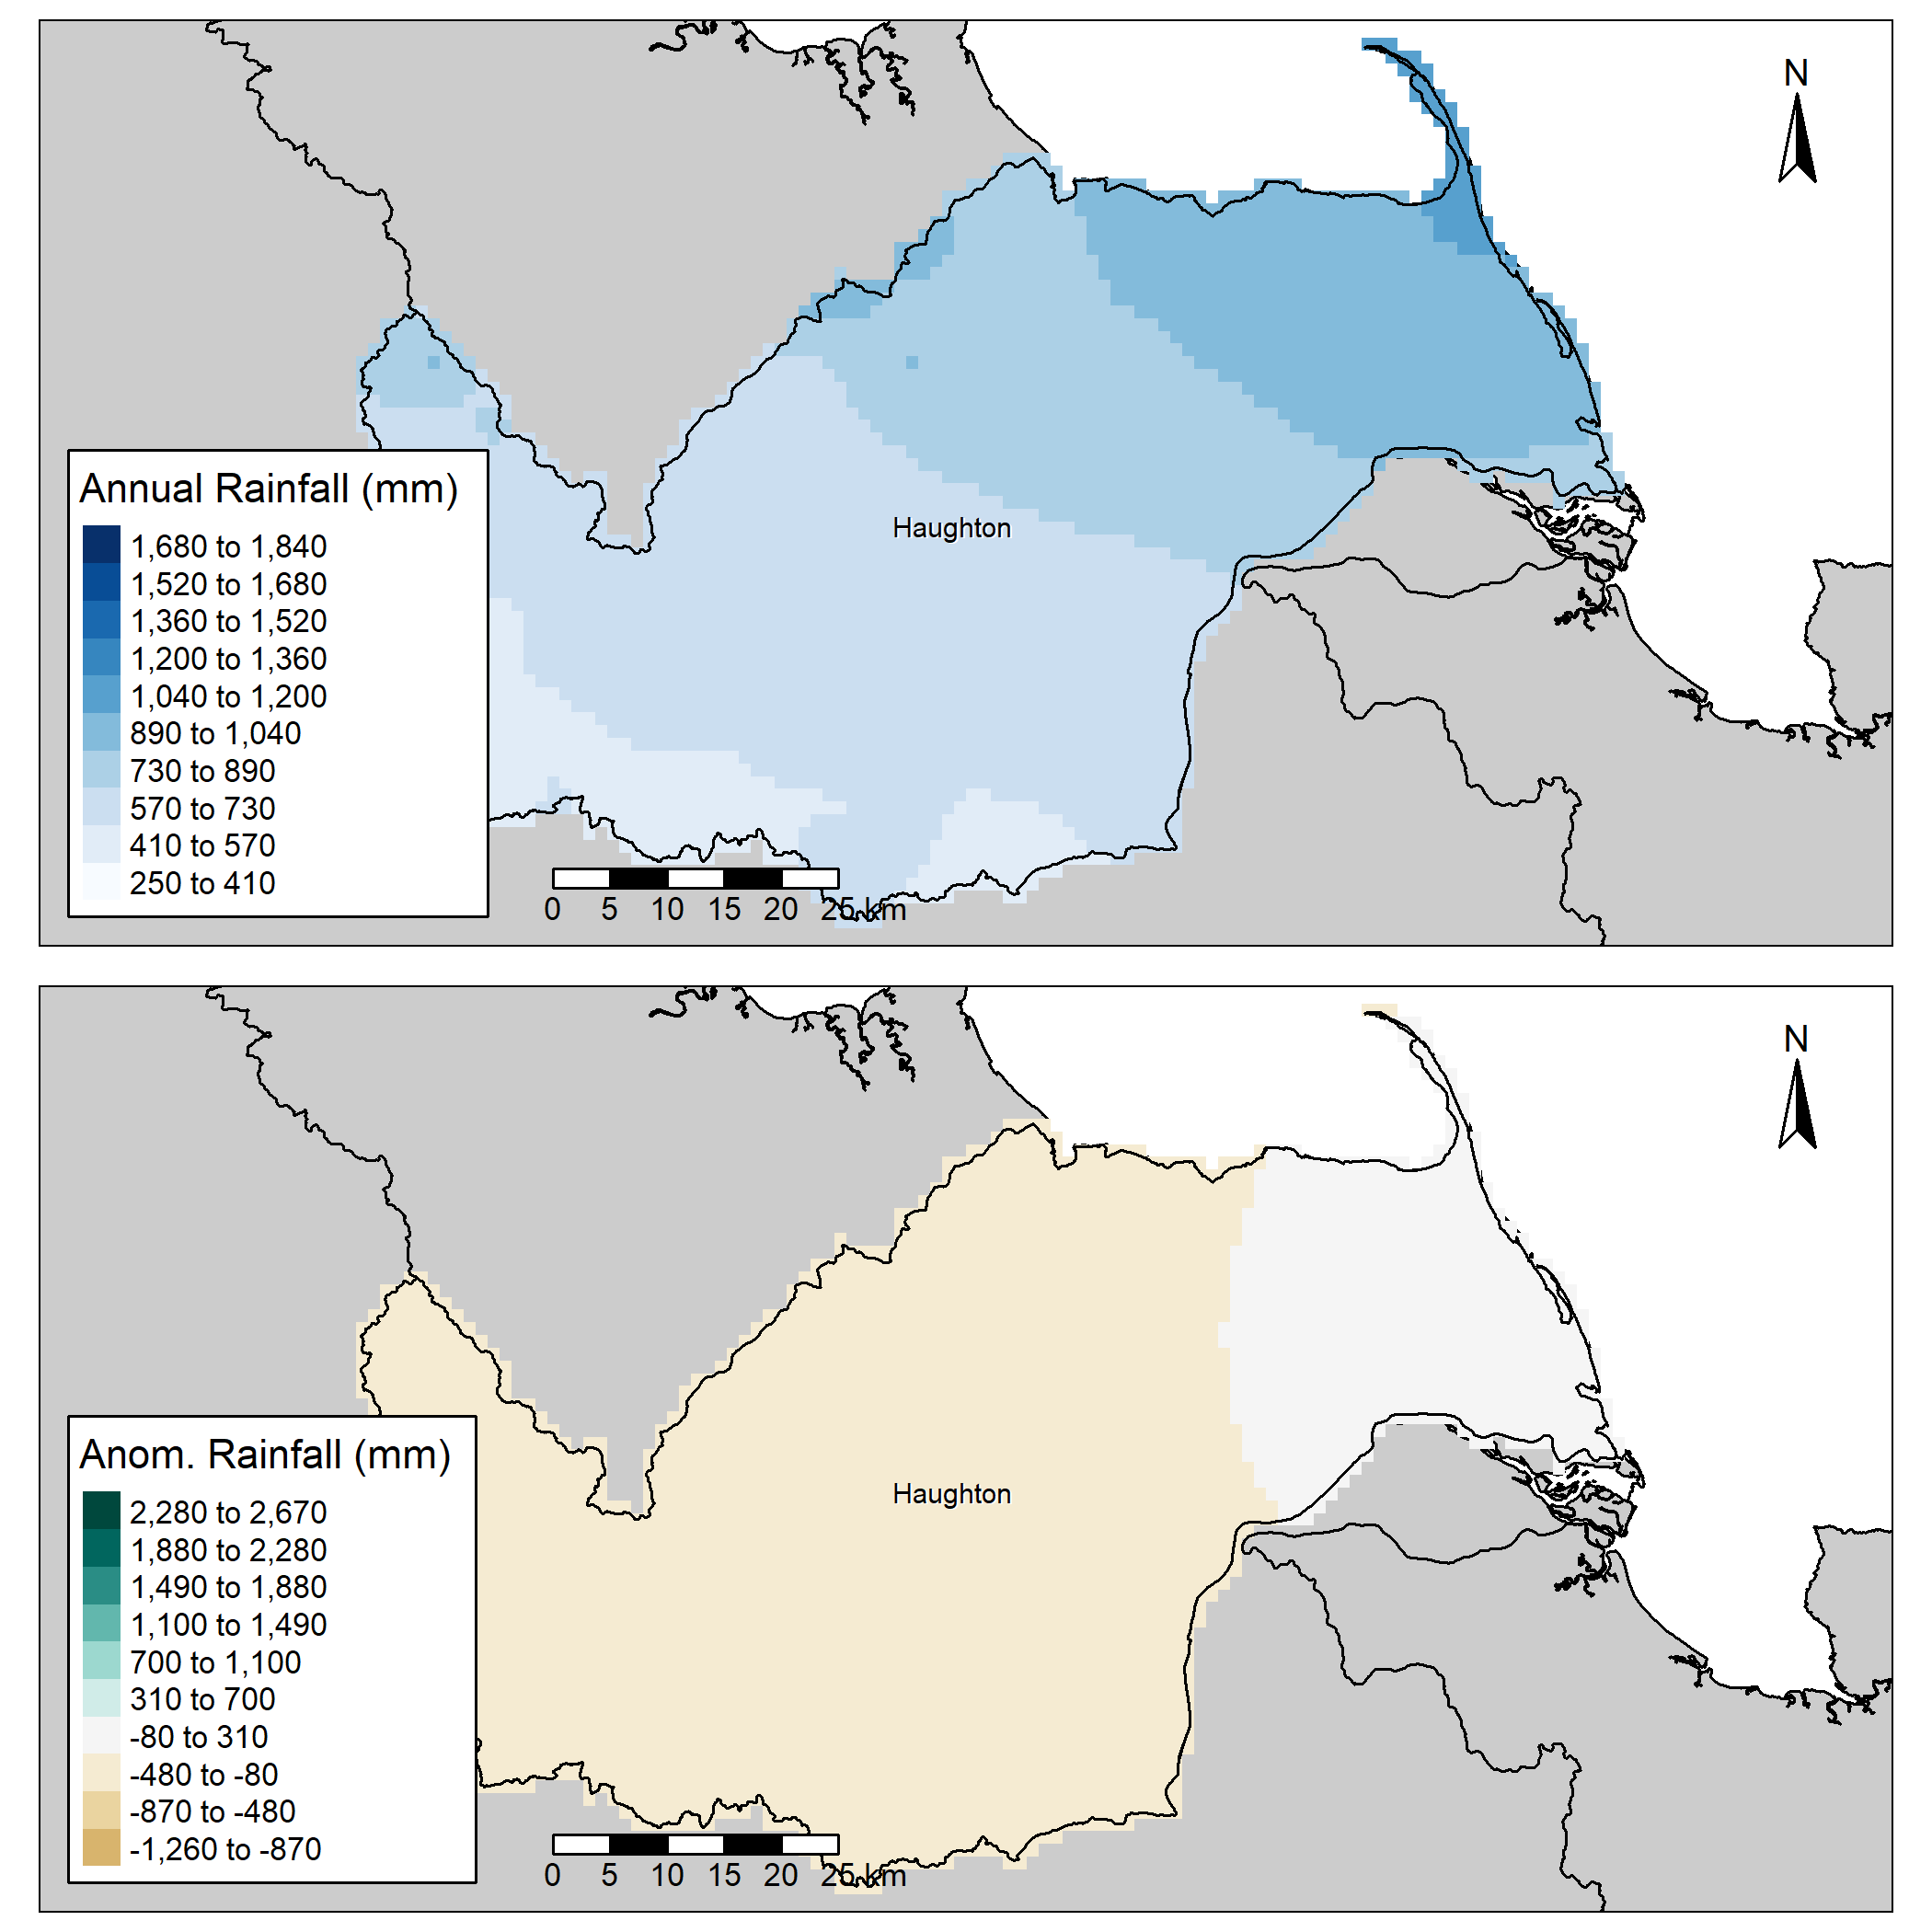 N
Haughton
Annual Rainfall (mm)
1,680 to 1,840
1,520 to 1,680
1,360 to 1,520
1,200 to 1,360
1,040 to 1,200
890 to 1,040
730 to 890
570 to 730
410 to 570
250 to 410
0 5 10 15 20 25 km
N
Haughton
Anom. Rainfall (mm)
2,280 to 2,670
1,880 to 2,280
1,490 to 1,880
1,100 to 1,490
700 to 1,100
310 to 700
-80 to 310
-480 to -80
-870 to -480
-1,260 to -870
0 5 10 15 20 25 km